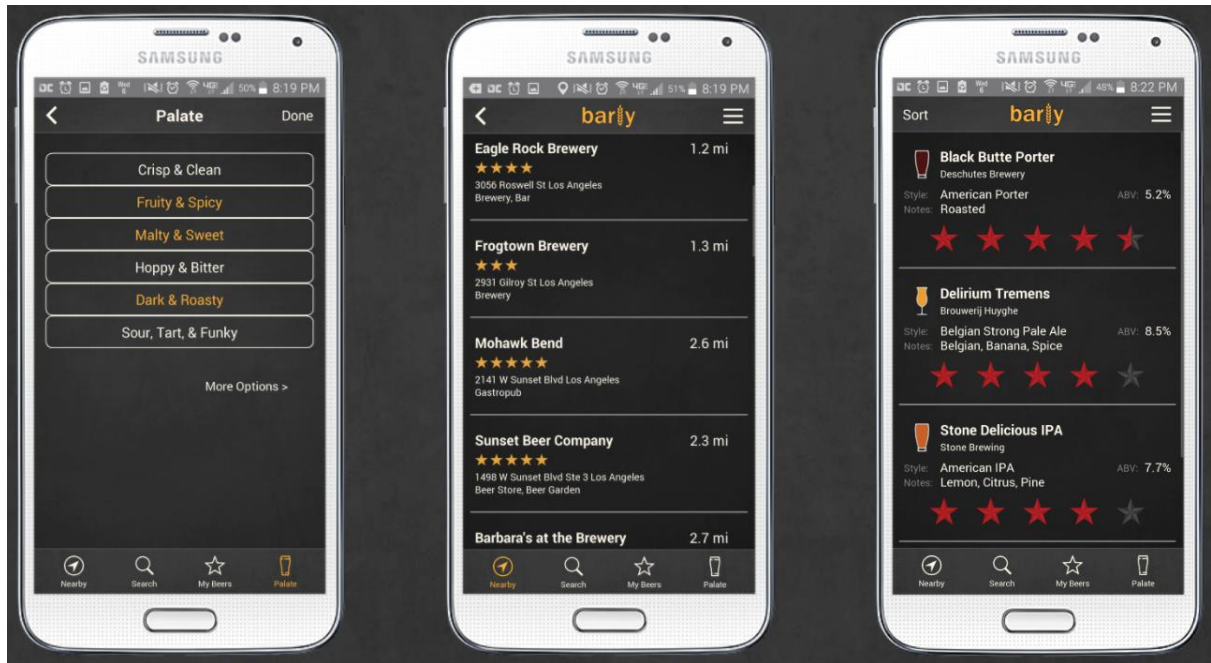 SAMSUNG
50% 8:19 PM
Palate
Done
Crisp & Clean
Fruity & Spicy
Malty & Sweet
Hoppy & Bitter
Dark & Roasty
Sour, Tart, & Funky
More Options >
Nearby Search My Beers Palate
SAMSUNG
51% 8:19 PM
barly
Eagle Rock Brewery 1.2 mi
3056 Roswell St Los Angeles
Brewery, Bar
Frogtown Brewery 1.3 mi
2931 Gilroy St Los Angeles
Brewery
Mohawk Bend 2.6 mi
2141 W Sunset Blvd Los Angeles
Gastropub
Sunset Beer Company 2.3 mi
1498 W Sunset Blvd Ste 3 Los Angeles
Beer Store, Beer Garden
Barbara's at the Brewery 2.7 mi
Nearby Search My Beers Palate
SAMSUNG
48% 8:22 PM
Sort barly
Black Butte Porter
Deschutes Brewery
Style: American Porter ABV: 5.2%
Notes: Roasted
Delirium Tremens
Brouwerij Huyghe
Style: Belgian Strong Pale Ale ABV: 8.5%
Notes: Belgian, Banana, Spice
Stone Delicious IPA
Stone Brewing
Style: American IPA ABV: 7.7%
Notes: Lemon, Citrus, Pine
Nearby Search My Beers Palate